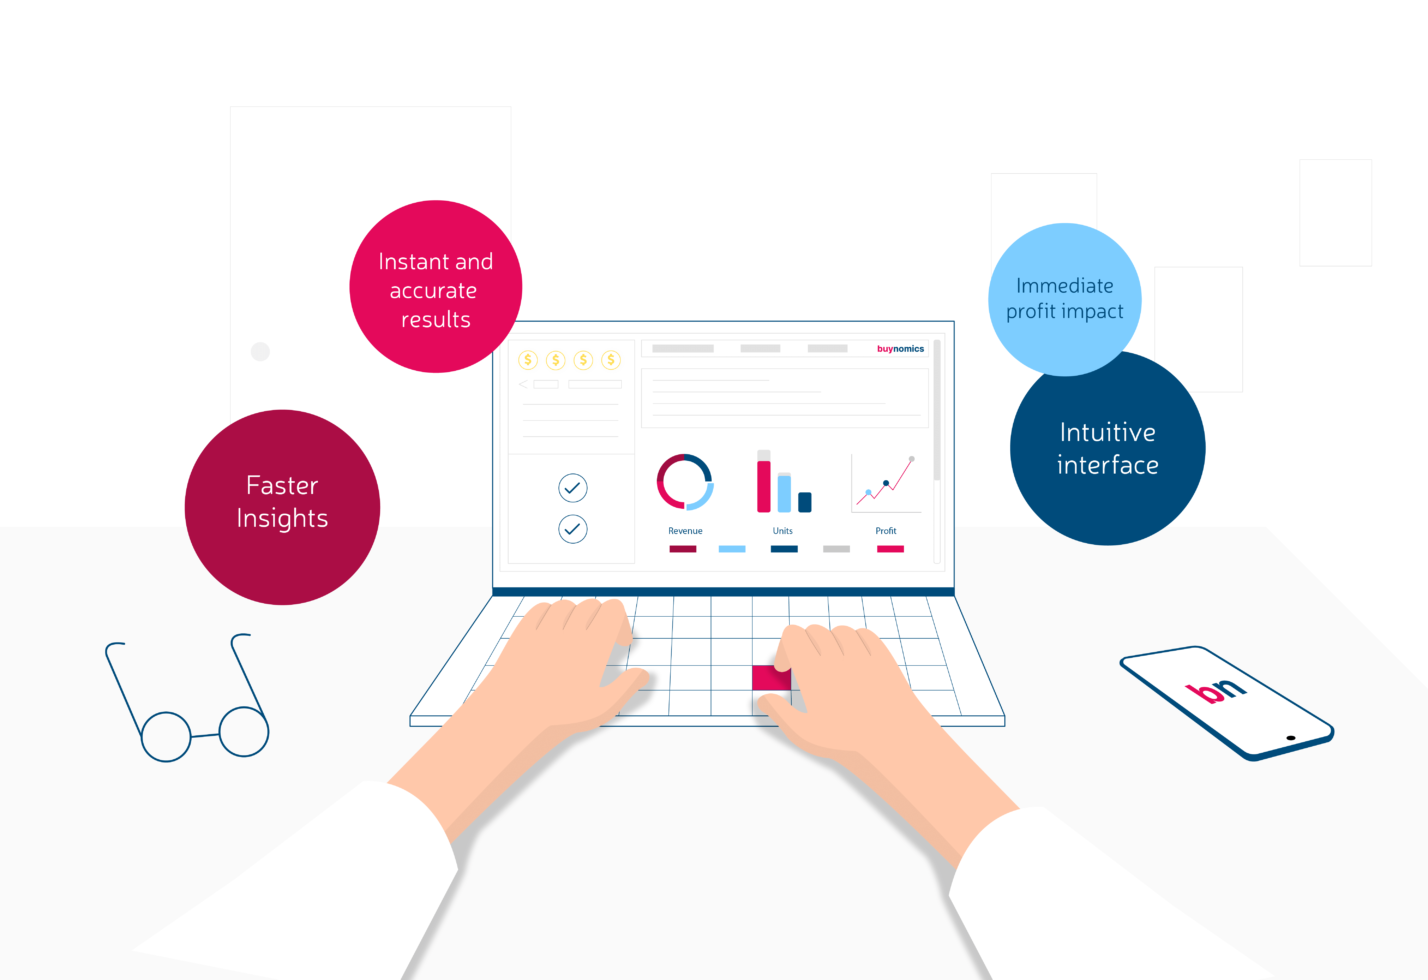 Instant and
accurate
results
Immediate
profit impact
$ $ $ $
buynomics
Intuitive
interface
Faster
Insights
Revenue
Units
Profit
bn